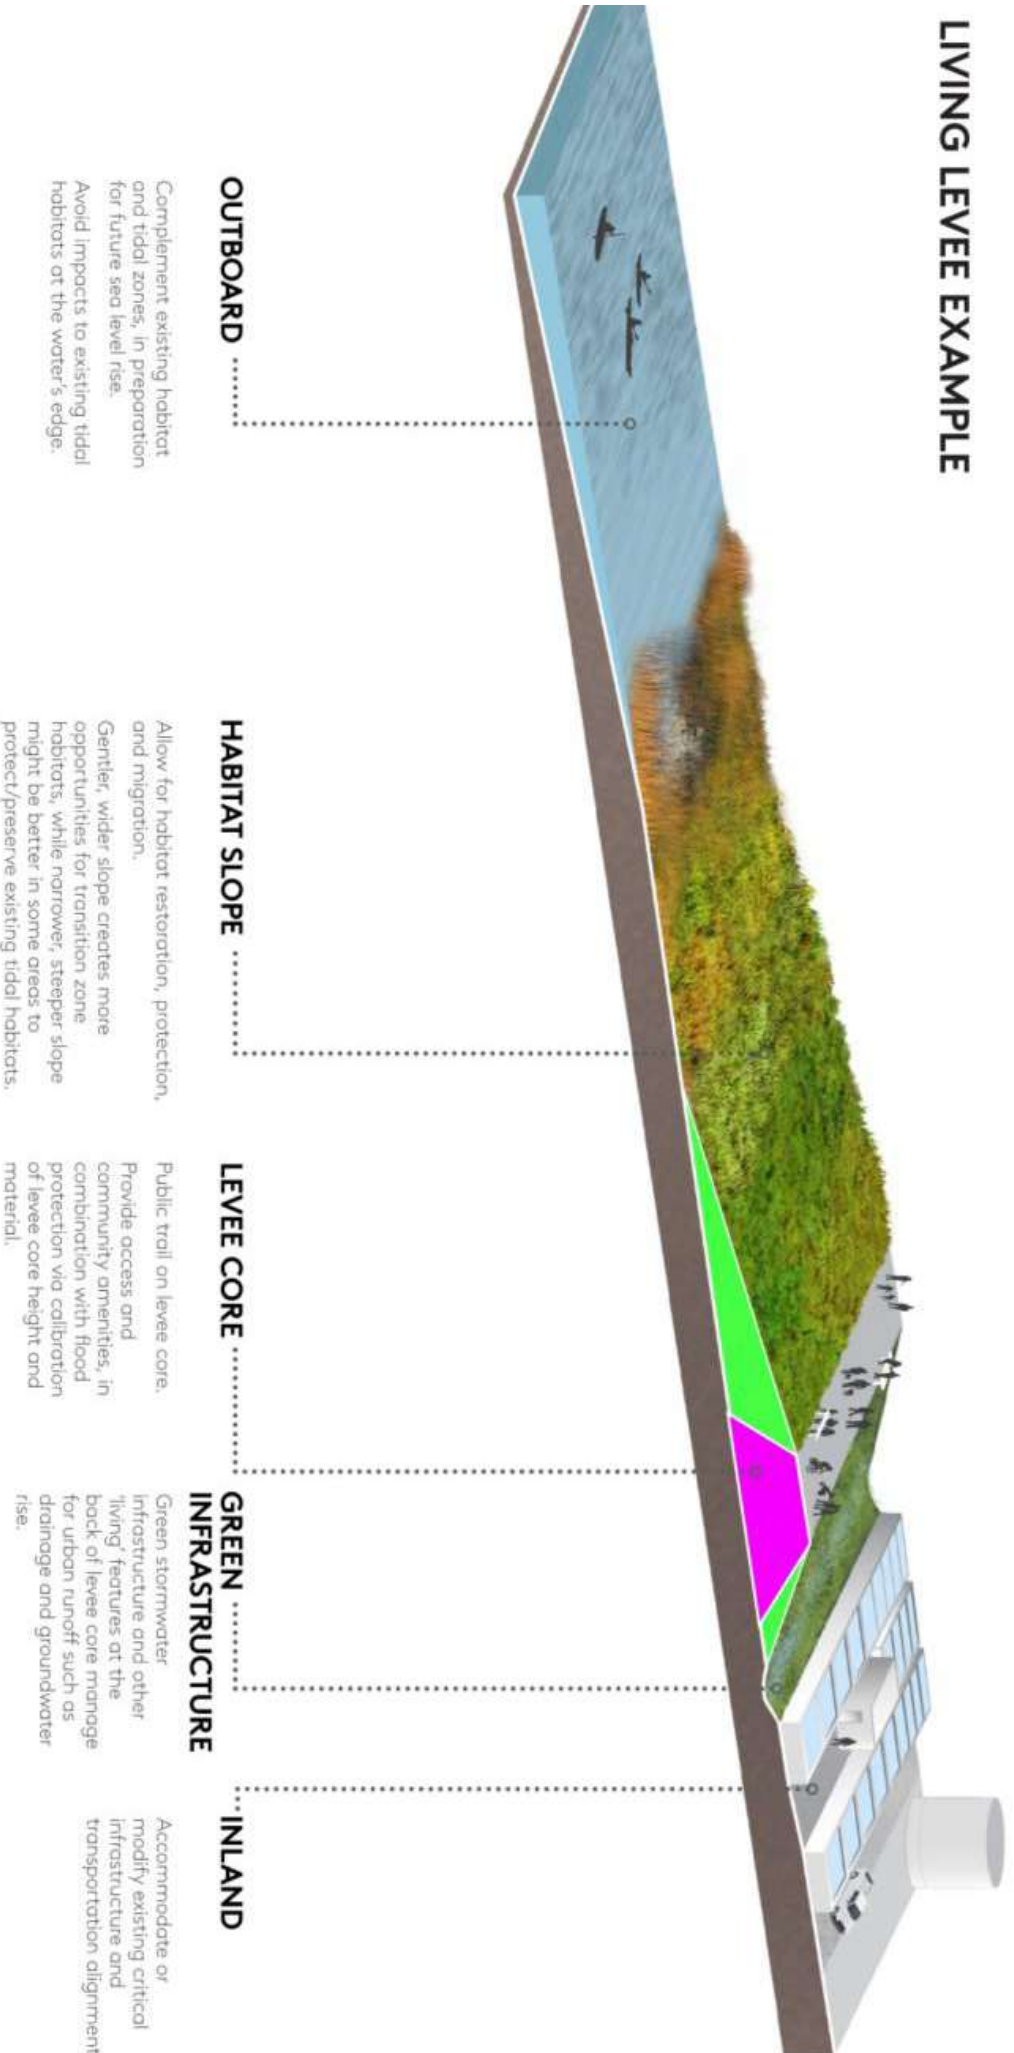 LIVING LEVEE EXAMPLE
OUTBOARD
Complement existing habitat
and tidal zones, in preparation
for future sea level rise.
Avoid impacts to existing tidal
habitats at the water's edge.
HABITAT SLOPE
Allow for habitat restoration, protection,
and migration.
Gentler, wider slope creates more
opportunities for transition zone
habitats, while narrower, steeper slope
might be better in some areas to
protect/preserve existing tidal habitats.
LEVEE CORE
Public trail on levee core.
Provide access and
community amenities, in
combination with flood
protection via calibration
of levee core height and
material.
GREEN
INFRASTRUCTURE
Green stormwater
infrastructure and other
'living' features at the
back of levee core manage
for urban runoff such as
drainage and groundwater
rise.
INLAND
Accommodate or
modify existing critical
infrastructure and
transportation alignment